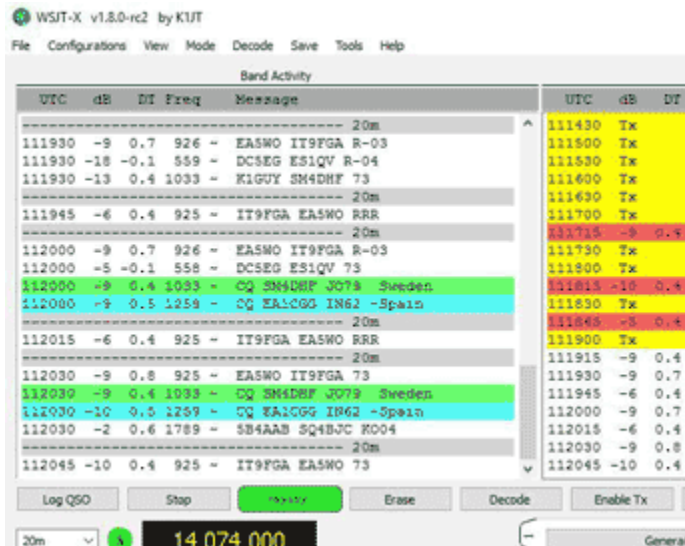 WSJT-X v1.8.0-rc2 by K1JT
File Configurations View Mode Decode Save Tools Help
Band Activity
UTC dB DT Freq Message
------------------------------------ 20m
111930 -9 0.7 926 ~ EA5WO IT9FGA R-03
111930 -18 -0.1 559 ~ DC5EG ES1QV R-04
111930 -13 0.4 1033 ~ K1GUY SM4DHF 73
------------------------------------ 20m
111945 -6 0.4 925 ~ IT9FGA EA5WO RRR
------------------------------------ 20m
112000 -9 0.7 926 ~ EA5WO IT9FGA R-03
112000 -5 -0.1 558 ~ DC5EG ES1QV 73
112000 -9 0.4 1033 ~ CQ SM4DHF JO79 Sweden
112000 -9 0.5 1259 ~ CQ EA1CGG IN62 ~Spain
------------------------------------ 20m
112015 -6 0.4 925 ~ IT9FGA EA5WO RRR
------------------------------------ 20m
112030 -9 0.8 925 ~ EA5WO IT9FGA 73
112030 -9 0.4 1033 ~ CQ SM4DHF JO79 Sweden
112030 -10 0.5 1259 ~ CQ EA1CGG IN62 ~Spain
112030 -2 0.6 1789 ~ 5B4AAB SQ4BJC KO04
------------------------------------ 20m
112045 -10 0.4 925 ~ IT9FGA EA5WO 73
UTC dB DT
111430 Tx
111500 Tx
111530 Tx
111600 Tx
111630 Tx
111700 Tx
111715 -9 0.4
111730 Tx
111800 Tx
111815 -10 0.4
111830 Tx
111845 -5 0.4
111900 Tx
111915 -9 0.4
111930 -9 0.7
111945 -6 0.4
112000 -9 0.7
112015 -6 0.4
112030 -9 0.8
112045 -10 0.4
Log QSO Stop Erase Decode Enable Tx
20m S 14.074 000